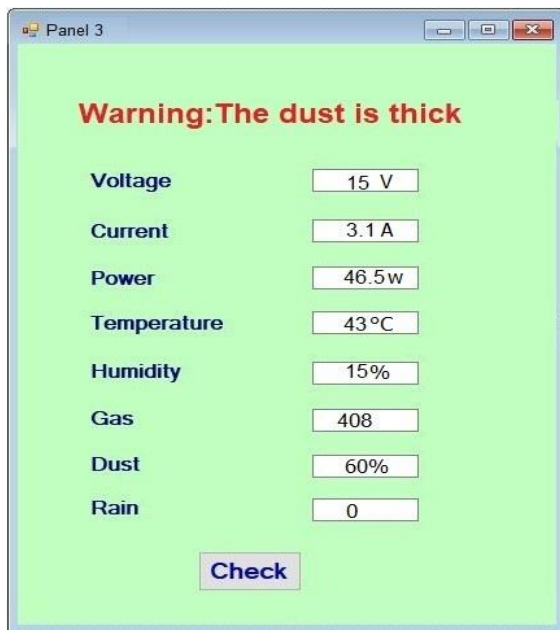 Panel 3
Warning:The dust is thick
Voltage 15 V
Current 3.1 A
Power 46.5w
Temperature 43°C
Humidity 15%
Gas 408
Dust 60%
Rain 0
Check